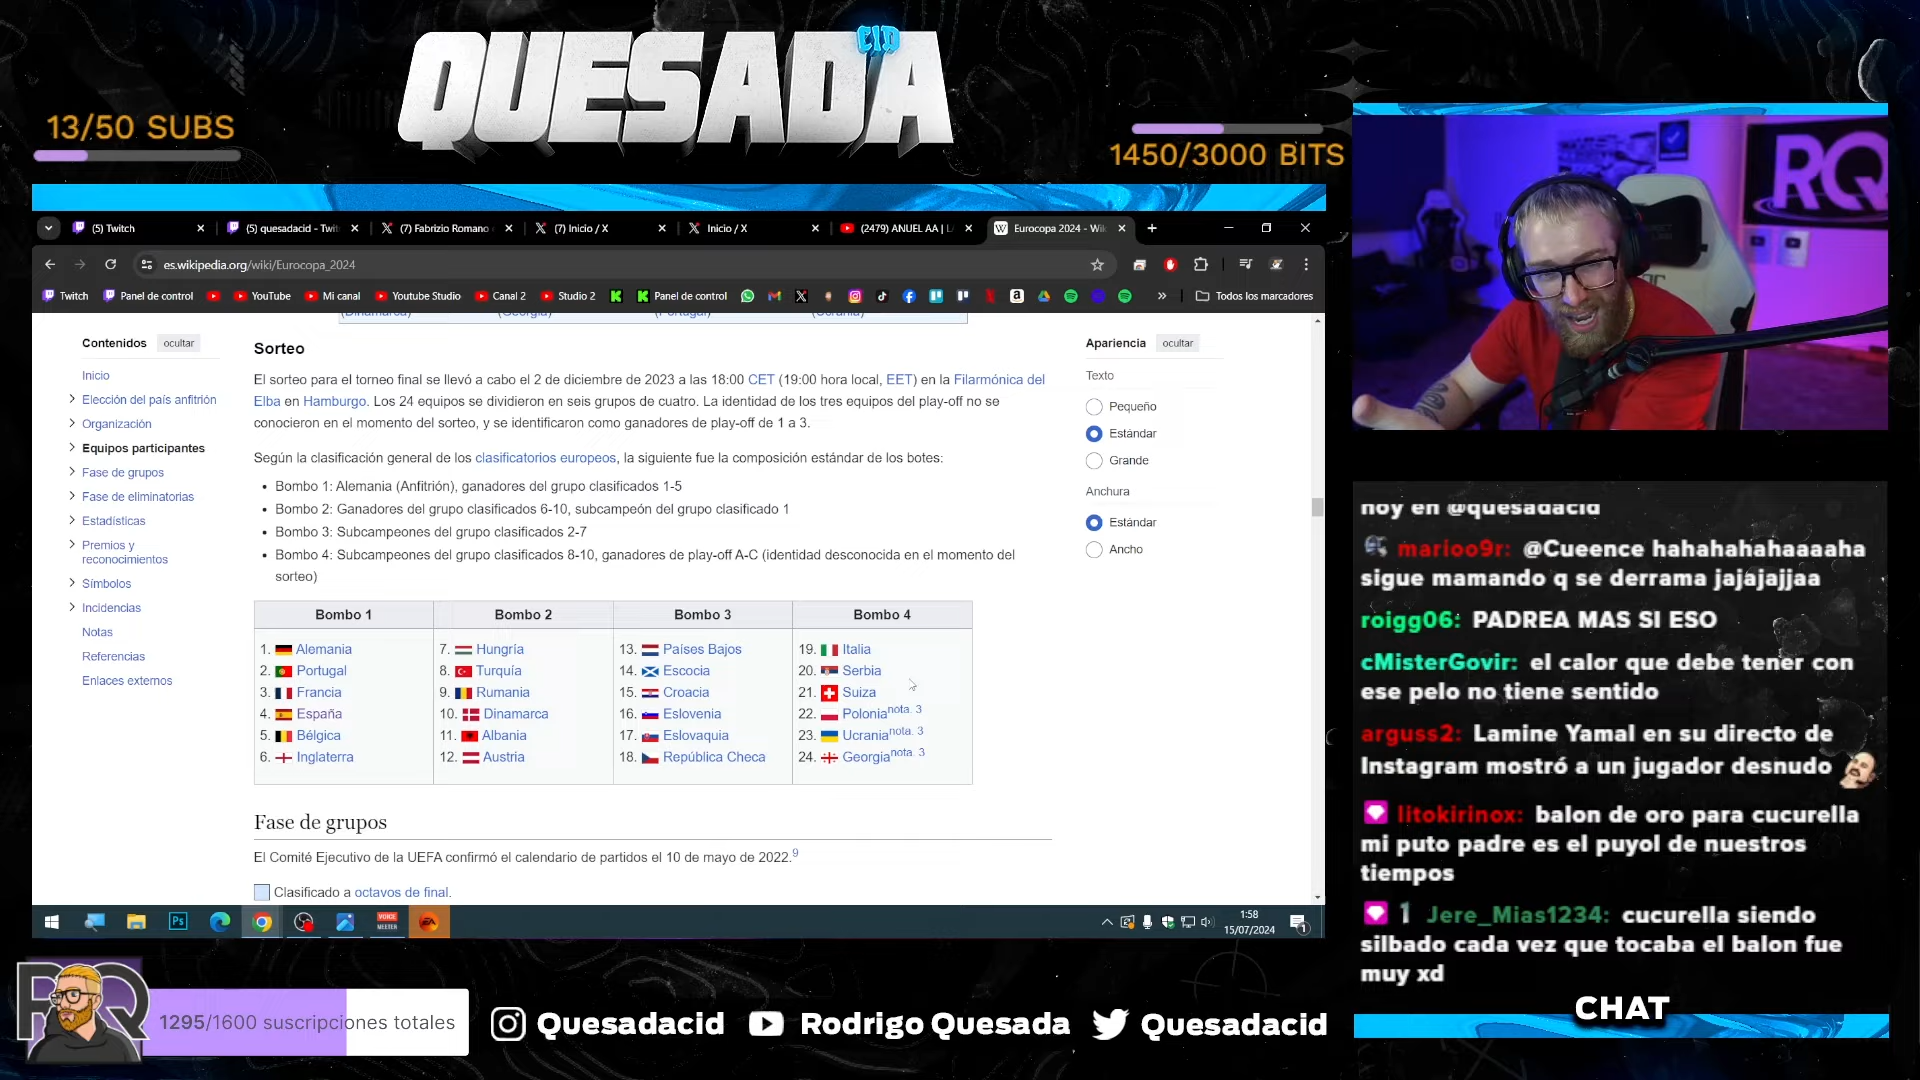 QUESADA
CID
13/50 SUBS
1450/3000 BITS
(5) Twitch
(5) quesadacid - Twit
(7) Fabrizio Romano
(7) Inicio / X
Inicio / X
(2479) ANUEL AA | L
Eurocopa 2024 - Wik
es.wikipedia.org/wiki/Eurocopa_2024
Twitch
Panel de control
YouTube
Mi canal
Youtube Studio
Canal 2
Studio 2
Panel de control
Todos los marcadores
(Dinamarca) (Georgia) (Portugal) (Ucrania)
Contenidos ocultar
Inicio
Elección del país anfitrión
Organización
Equipos participantes
Fase de grupos
Fase de eliminatorias
Estadísticas
Premios y
reconocimientos
Símbolos
Incidencias
Notas
Referencias
Enlaces externos
Sorteo
El sorteo para el torneo final se llevó a cabo el 2 de diciembre de 2023 a las 18:00 CET (19:00 hora local, EET) en la Filarmónica del
Elba en Hamburgo. Los 24 equipos se dividieron en seis grupos de cuatro. La identidad de los tres equipos del play-off no se
conocieron en el momento del sorteo, y se identificaron como ganadores de play-off de 1 a 3.
Según la clasificación general de los clasificatorios europeos, la siguiente fue la composición estándar de los botes:
• Bombo 1: Alemania (Anfitrión), ganadores del grupo clasificados 1-5
• Bombo 2: Ganadores del grupo clasificados 6-10, subcampeón del grupo clasificado 1
• Bombo 3: Subcampeones del grupo clasificados 2-7
• Bombo 4: Subcampeones del grupo clasificados 8-10, ganadores de play-off A-C (identidad desconocida en el momento del
sorteo)
Bombo 1 Bombo 2 Bombo 3 Bombo 4
1. Alemania 7. Hungría 13. Países Bajos 19. Italia
2. Portugal 8. Turquía 14. Escocia 20. Serbia
3. Francia 9. Rumania 15. Croacia 21. Suiza
4. España 10. Dinamarca 16. Eslovenia 22. Polonia nota. 3
5. Bélgica 11. Albania 17. Eslovaquia 23. Ucrania nota. 3
6. Inglaterra 12. Austria 18. República Checa 24. Georgia nota. 3
Fase de grupos
El Comité Ejecutivo de la UEFA confirmó el calendario de partidos el 10 de mayo de 2022.9
Clasificado a octavos de final.
Apariencia ocultar
Texto
Pequeño
Estándar
Grande
Anchura
Estándar
Ancho
1:58
15/07/2024
RQ
hoy en @quesadacid
marioo9r: @Cueence hahahahahaaaaha
sigue mamando q se derrama jajajajjaa
roigg06: PADREA MAS SI ESO
cMisterGovir: el calor que debe tener con
ese pelo no tiene sentido
arguss2: Lamine Yamal en su directo de
Instagram mostró a un jugador desnudo
litokirinox: balon de oro para cucurella
mi puto padre es el puyol de nuestros
tiempos
1 Jere_Mias1234: cucurella siendo
silbado cada vez que tocaba el balon fue
muy xd
CHAT
RQ
1295/1600 suscripciones totales
Quesadacid
Rodrigo Quesada
Quesadacid